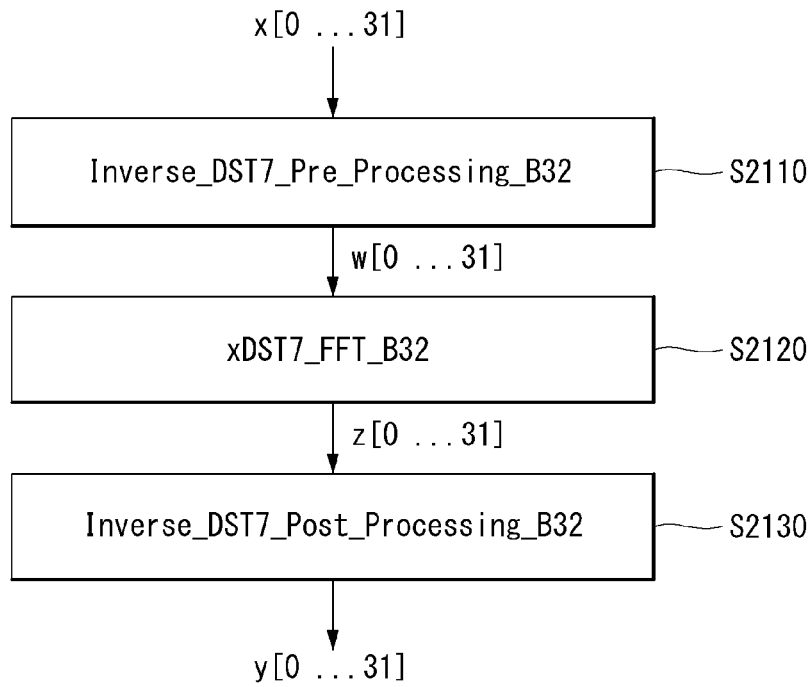 x[0 ... 31]
Inverse_DST7_Pre_Processing_B32
S2110
w[0 ... 31]
xDST7_FFT_B32
S2120
z[0 ... 31]
Inverse_DST7_Post_Processing_B32
S2130
y[0 ... 31]